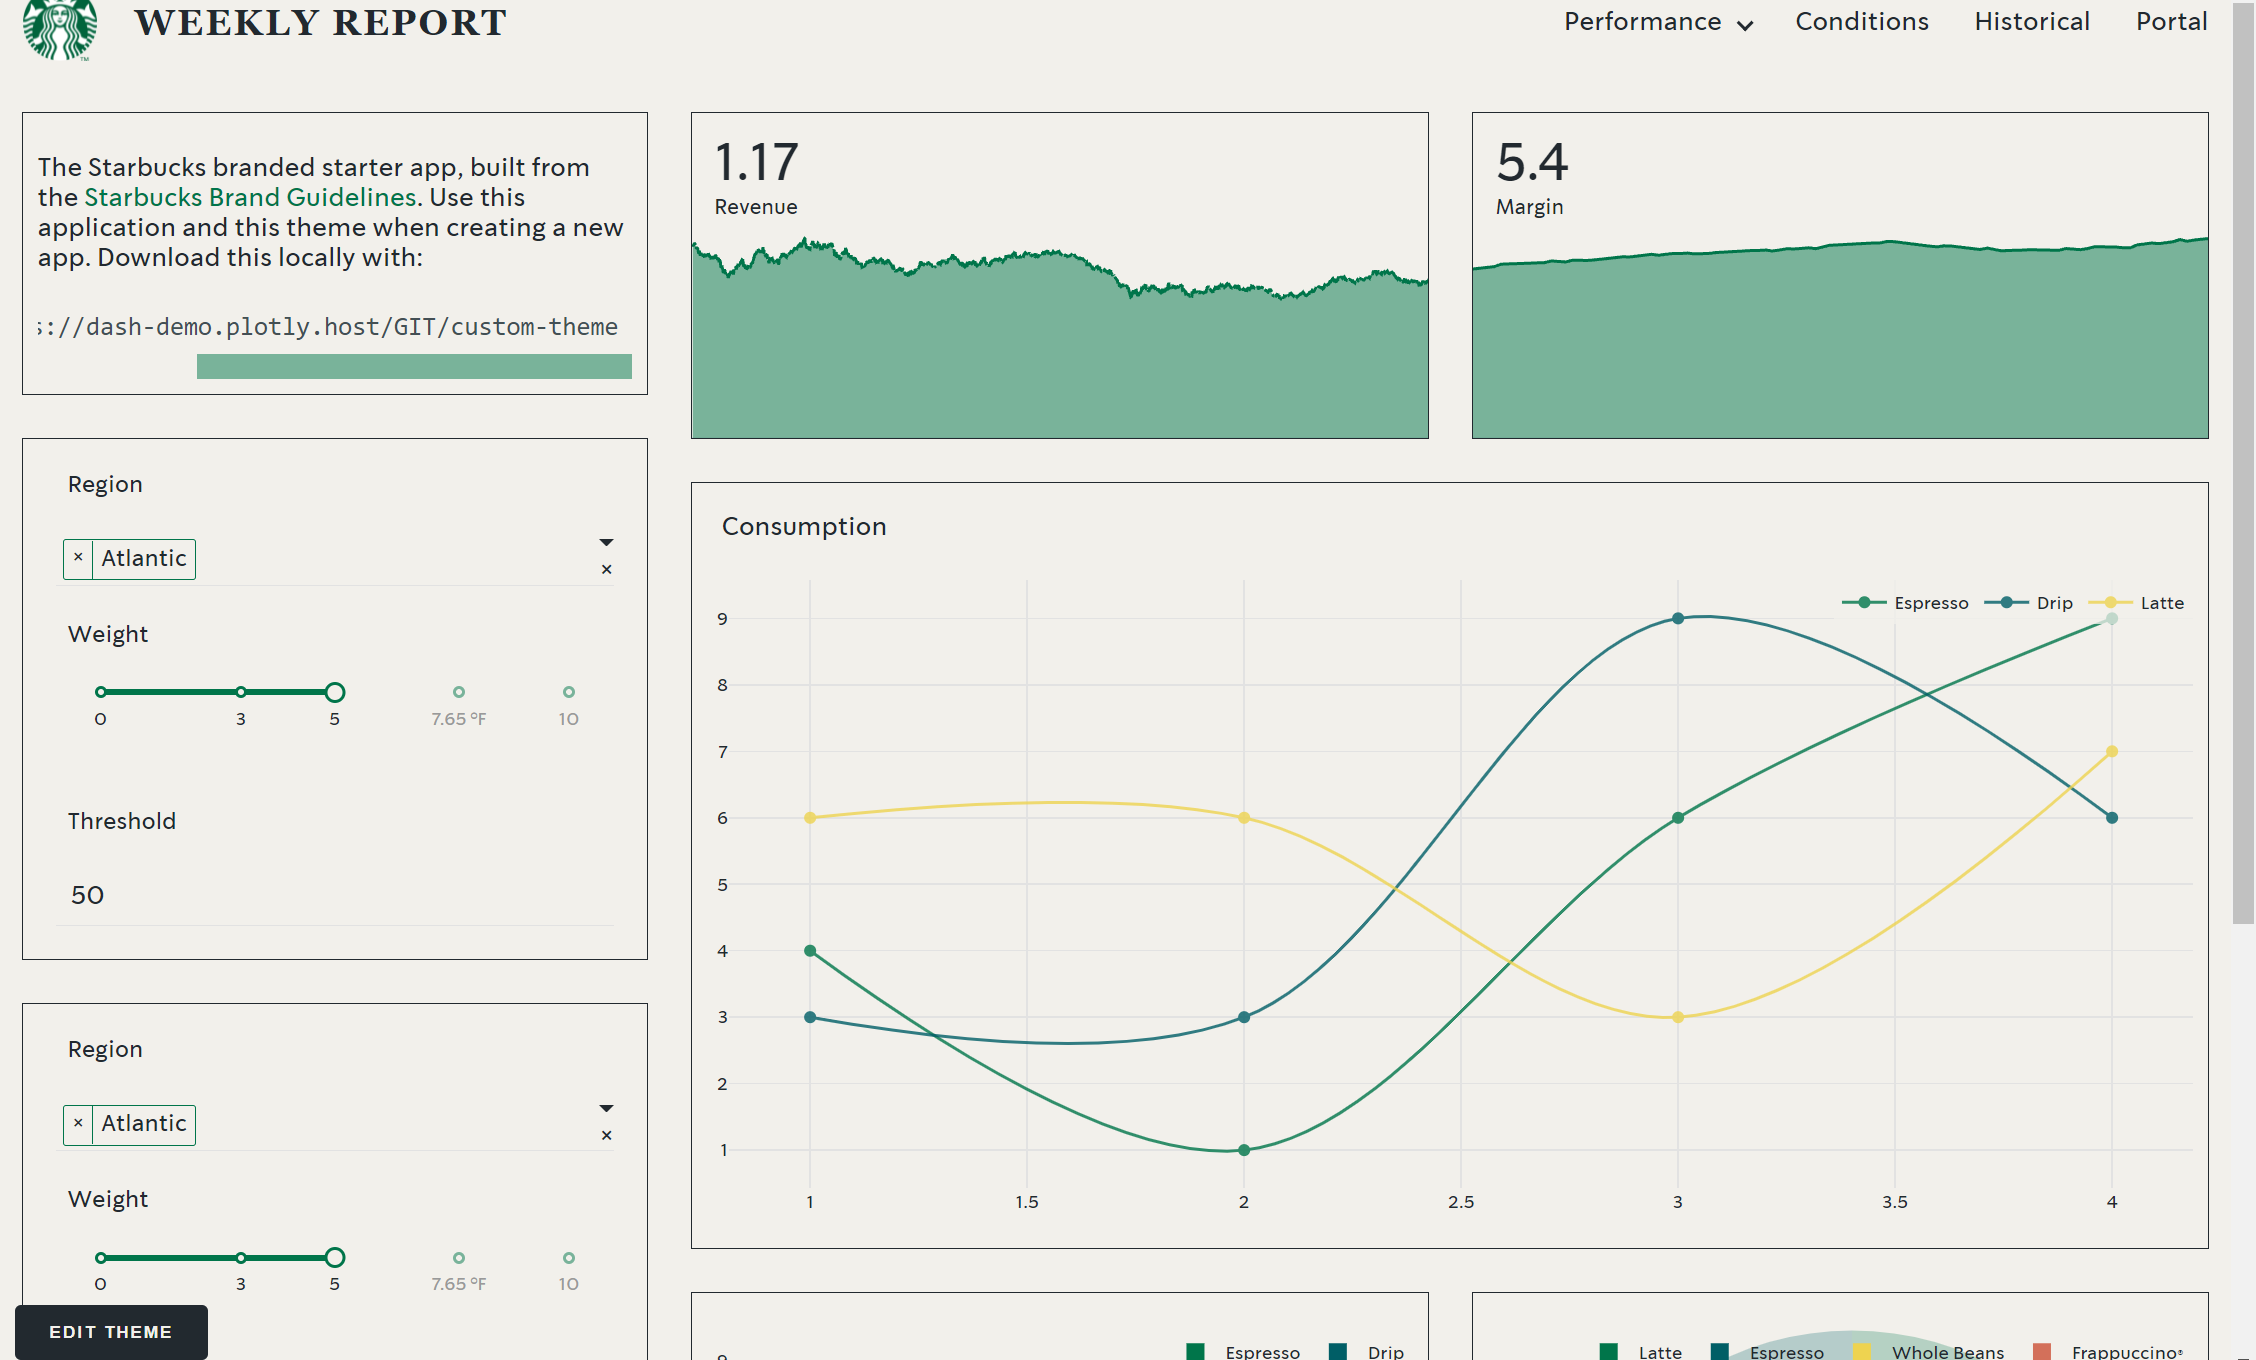 WEEKLY REPORT
Performance Conditions Historical Portal
TM
The Starbucks branded starter app, built from
the Starbucks Brand Guidelines. Use this
application and this theme when creating a new
app. Download this locally with:
s://dash-demo.plotly.host/GIT/custom-theme
1.17
Revenue
5.4
Margin
Region
× Atlantic
×
Weight
0 3 5 7.65 °F 10
Threshold
50
Region
× Atlantic
×
Weight
0 3 5 7.65 °F 10
EDIT THEME
Consumption
Espresso Drip Latte
9
8
7
6
5
4
3
2
1
1 1.5 2 2.5 3 3.5 4
Espresso Drip
9
Latte Espresso Whole Beans Frappuccino®